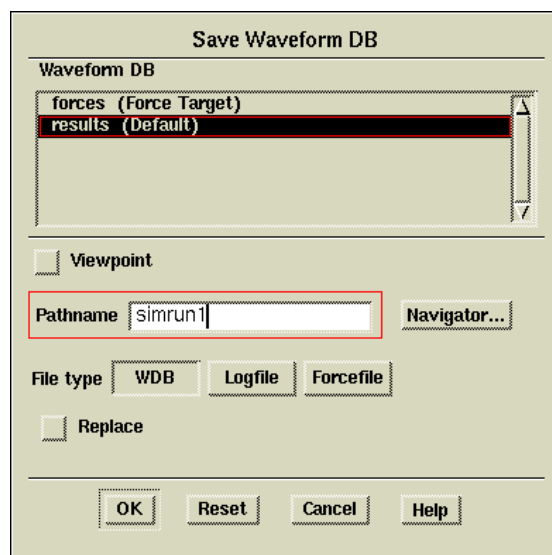 Save Waveform DB
Waveform DB
forces (Force Target)
results (Default)
Viewpoint
Pathname simrun1 Navigator...
File type WDB Logfile Forcefile
Replace
OK Reset Cancel Help